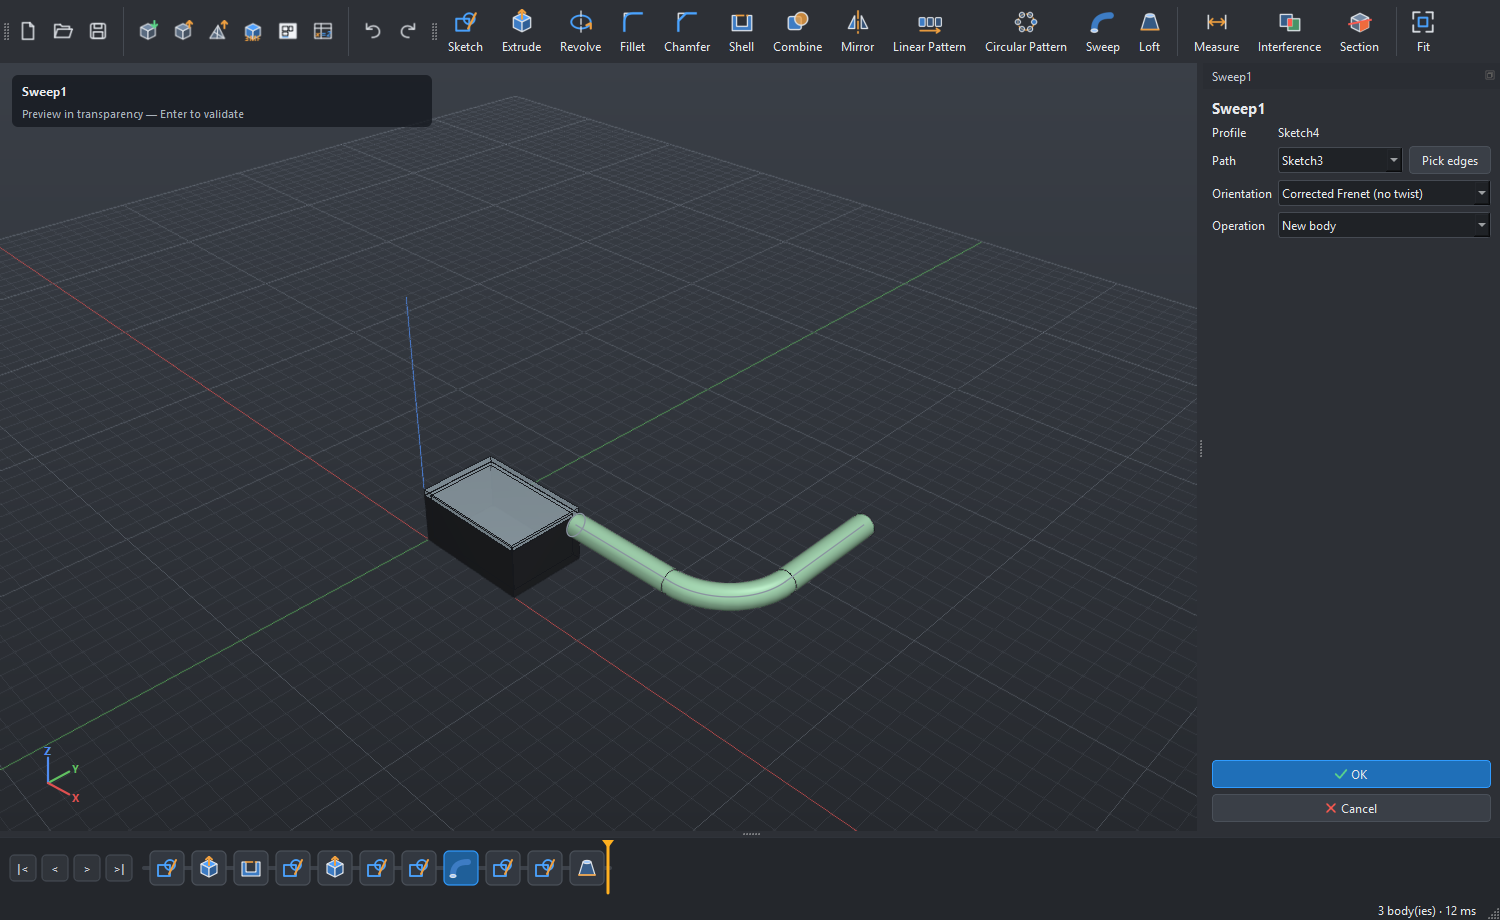 Sketch Extrude Revolve Fillet Chamfer Shell Combine Mirror Linear Pattern Circular Pattern Sweep Loft Measure Interference Section Fit
Sweep1
Preview in transparency — Enter to validate
Sweep1
Sweep1
Profile Sketch4
Path Sketch3 Pick edges
Orientation Corrected Frenet (no twist)
Operation New body
OK
Cancel
Z
Y
X
|< < > >|
3 body(ies) · 12 ms